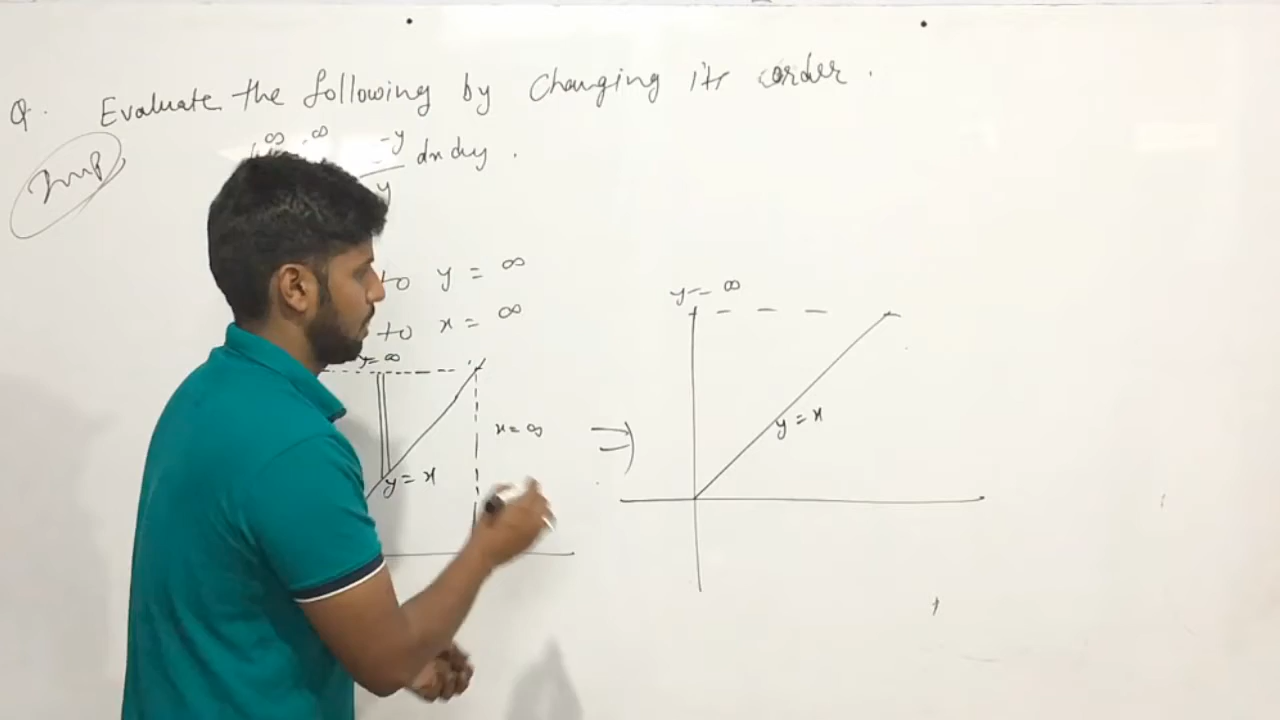 Q. Evaluate the following by changing its order.
Imp
∞ ∞ -y
y dx dy .
to y = ∞
to x = ∞
y = ∞
x = ∞
y = x
y = ∞
y = x